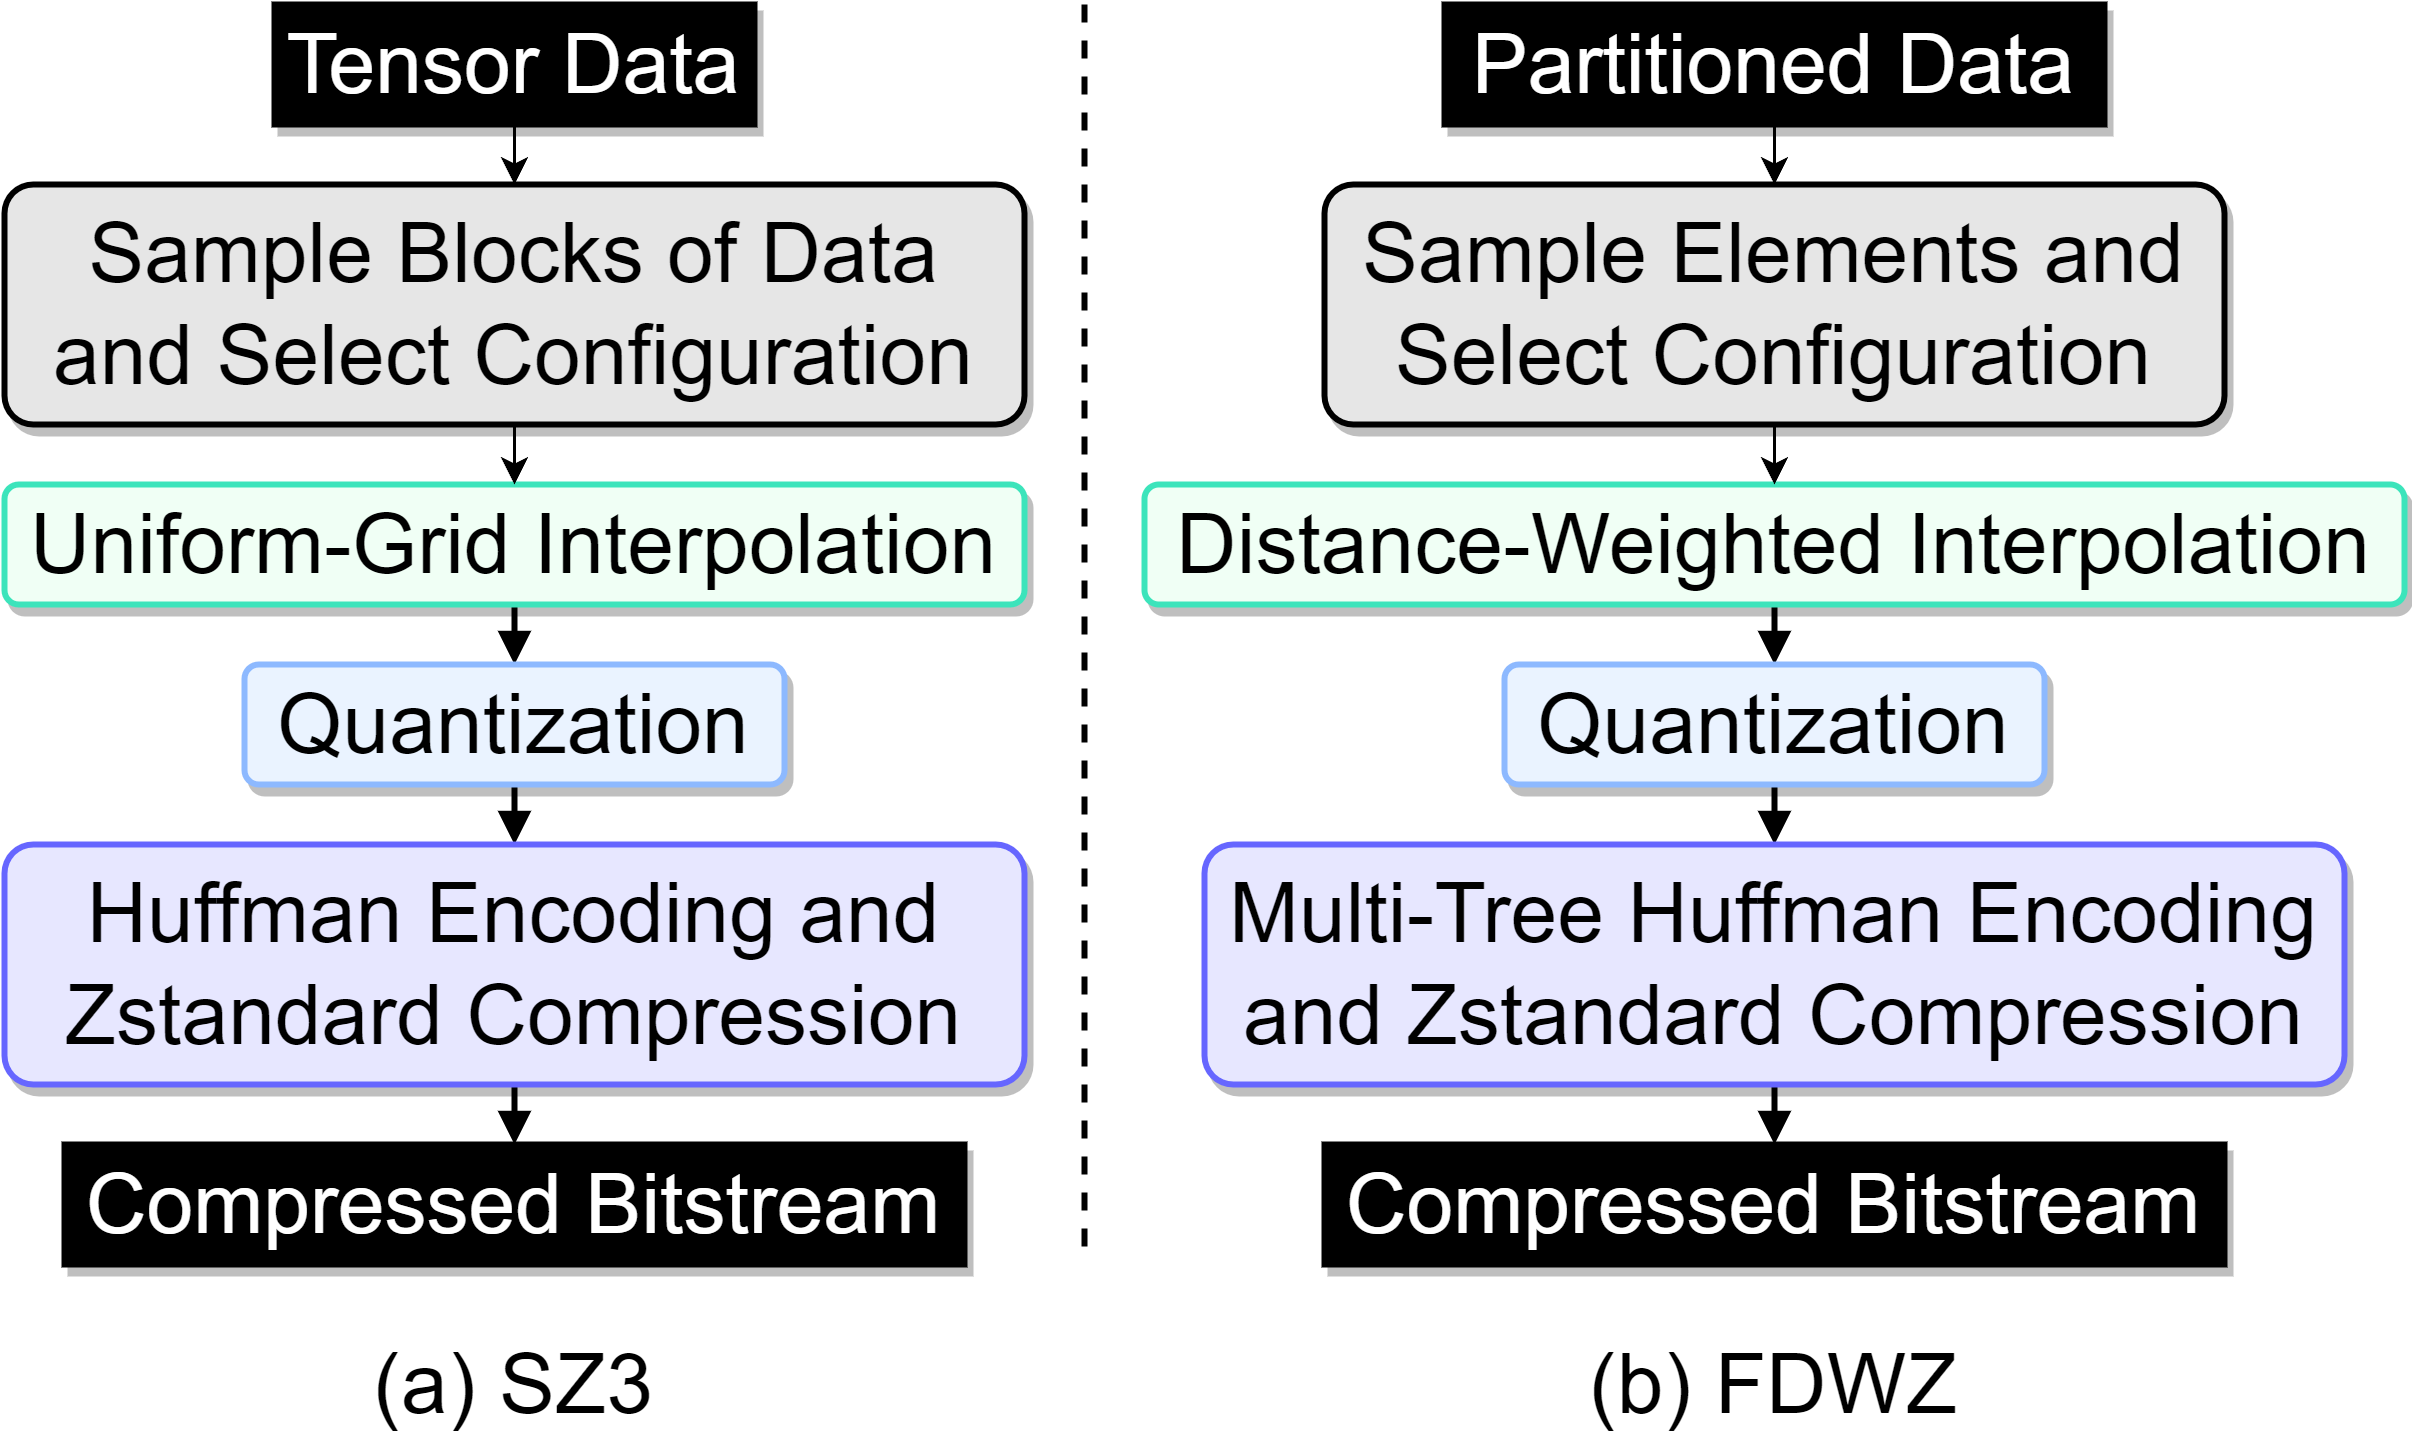 Tensor Data
Sample Blocks of Data
and Select Configuration
Uniform-Grid Interpolation
Quantization
Huffman Encoding and
Zstandard Compression
Compressed Bitstream
(a) SZ3
Partitioned Data
Sample Elements and
Select Configuration
Distance-Weighted Interpolation
Quantization
Multi-Tree Huffman Encoding
and Zstandard Compression
Compressed Bitstream
(b) FDWZ